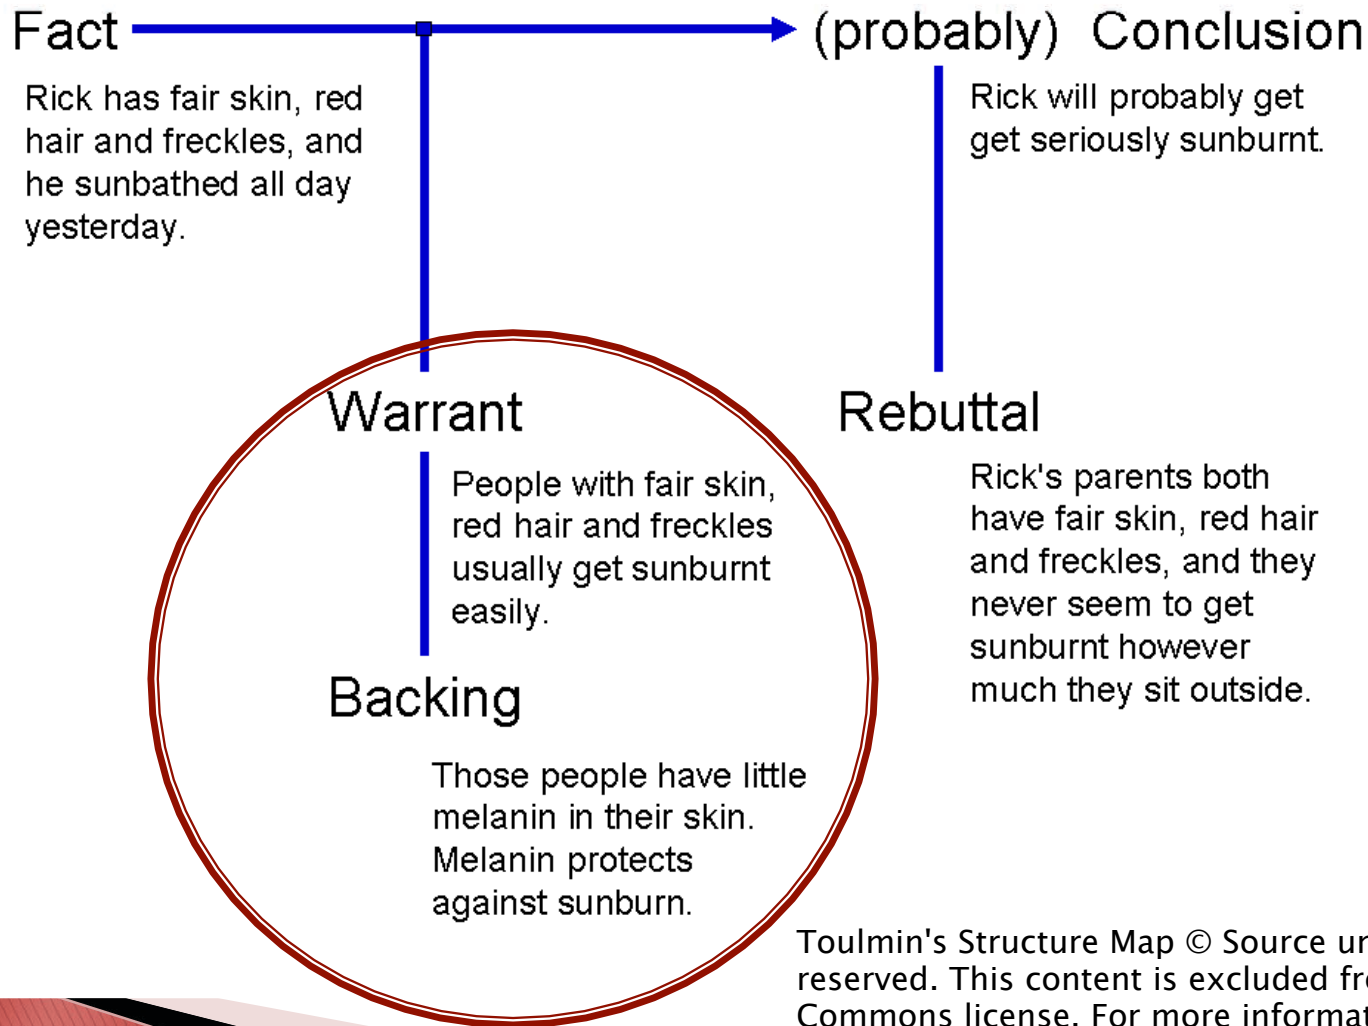 Fact
(probably) Conclusion
Rick has fair skin, red
hair and freckles, and
he sunbathed all day
yesterday.
Rick will probably get
get seriously sunburnt.
Warrant
People with fair skin,
red hair and freckles
usually get sunburnt
easily.
Backing
Those people have little
melanin in their skin.
Melanin protects
against sunburn.
Rebuttal
Rick's parents both
have fair skin, red hair
and freckles, and they
never seem to get
sunburnt however
much they sit outside.
Toulmin's Structure Map © Source
reserved. This content is excluded
Commons license. For more